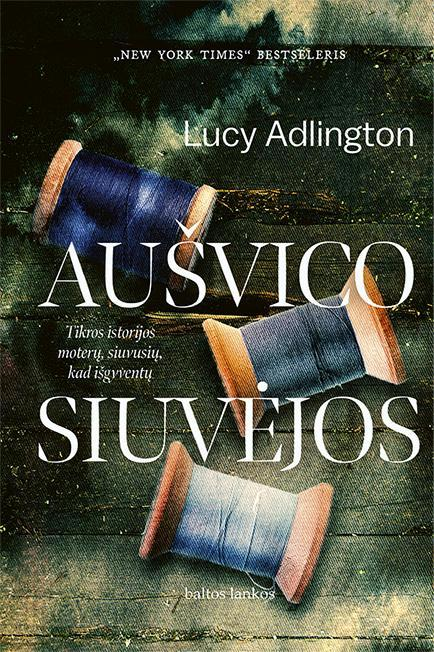 „NEW YORK TIMES“ BESTSELERIS
Lucy Adlington
AUŠVICO
Tikros istorijos
moterų, siuvusių,
kad išgyventų
SIUVĖJOS
baltos lankos